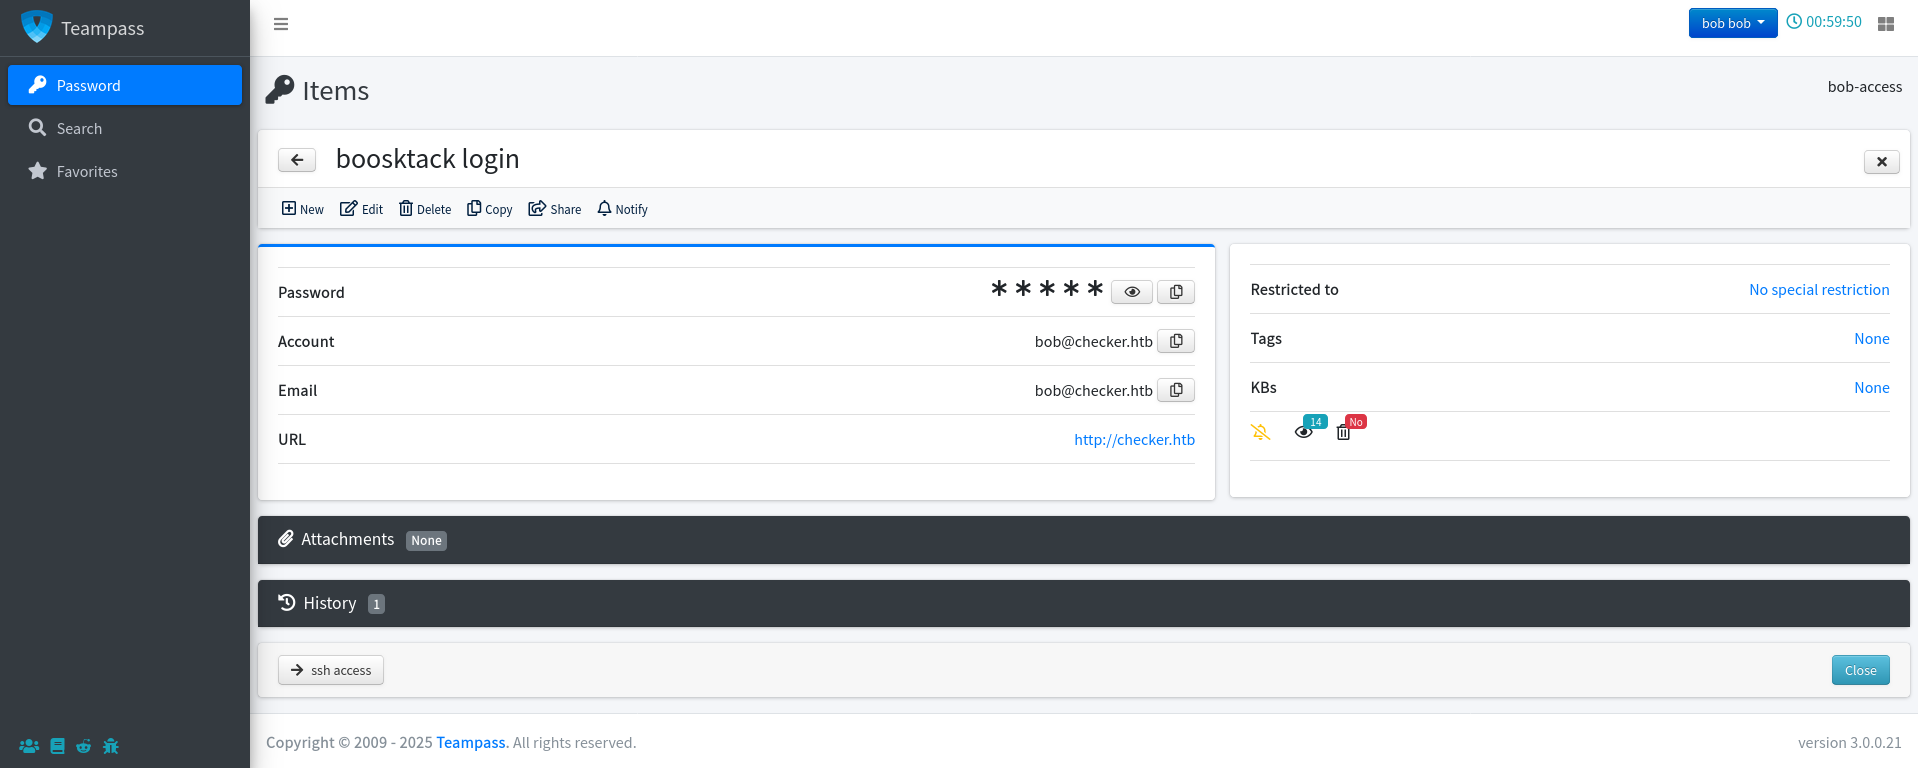 Teampass
bob bob
00:59:50
Password
Search
Favorites
Items
bob-access
boosktack login
New Edit Delete Copy Share Notify
Password * * * * *
Account bob@checker.htb
Email bob@checker.htb
URL http://checker.htb
Restricted to No special restriction
Tags None
KBs None
14 No
Attachments None
History 1
ssh access
Close
Copyright © 2009 - 2025 Teampass. All rights reserved.
version 3.0.0.21